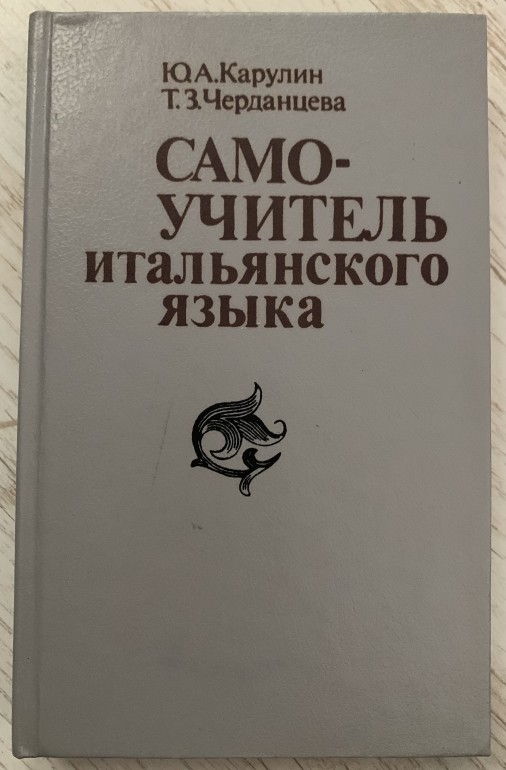 Ю.А.Карулин
Т.З.Черданцева
САМО-
УЧИТЕЛЬ
итальянского
языка